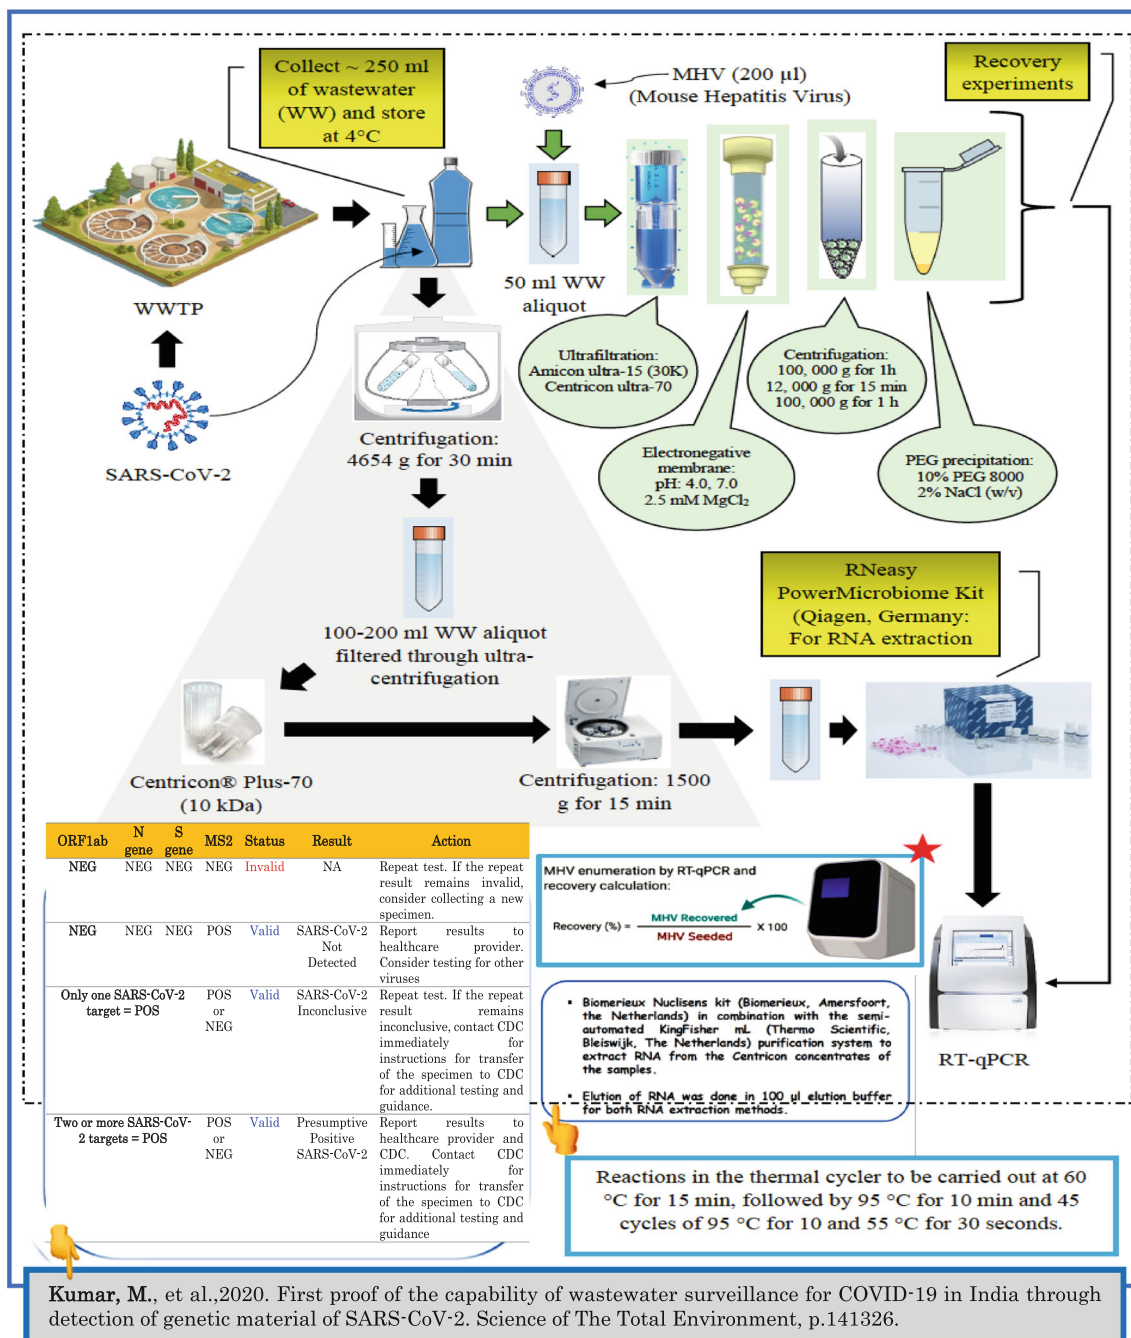 Collect ~ 250 ml
of wastewater
(WW) and store
at 4°C
MHV (200 µl)
(Mouse Hepatitis Virus)
Recovery
experiments
WWTP
50 ml WW
aliquot
SARS-CoV-2
Ultrafiltration:
Amicon ultra-15 (30K)
Centricon ultra-70
Centrifugation:
100, 000 g for 1h
12, 000 g for 15 min
100, 000 g for 1 h
Electronegative
membrane:
pH: 4.0, 7.0
2.5 mM MgCl₂
PEG precipitation:
10% PEG 8000
2% NaCl (w/v)
Centrifugation:
4654 g for 30 min
100-200 ml WW aliquot
filtered through ultra-
centrifugation
RNeasy
PowerMicrobiome Kit
(Qiagen, Germany:
For RNA extraction
Centricon® Plus-70
(10 kDa)
Centrifugation: 1500
g for 15 min
ORF1ab N gene S gene MS2 Status Result Action
NEG NEG NEG NEG Invalid NA Repeat test. If the repeat
result remains invalid,
consider collecting a new
specimen.
NEG NEG NEG POS Valid SARS-CoV-2 Not Detected Report results to
healthcare provider.
Consider testing for other
viruses
Only one SARS-CoV-2 target = POS POS or NEG Valid SARS-CoV-2 Inconclusive Repeat test. If the repeat
result remains
inconclusive, contact CDC
immediately for
instructions for transfer
of the specimen to CDC
for additional testing and
guidance.
Two or more SARS-CoV-2 targets = POS POS or NEG Valid Presumptive Positive SARS-CoV-2 Report results to
healthcare provider and
CDC. Contact CDC
immediately for
instructions for transfer
of the specimen to CDC
for additional testing and
guidance
MHV enumeration by RT-qPCR and
recovery calculation:
Recovery (%) = MHV Recovered / MHV Seeded X 100
▪ Biomerieux Nuclisens kit (Biomerieux, Amersfoort,
the Netherlands) in combination with the semi-
automated KingFisher mL (Thermo Scientific,
Bleiswijk, The Netherlands) purification system to
extract RNA from the Centricon concentrates of
the samples.
▪ Elution of RNA was done in 100 µl elution buffer
for both RNA extraction methods.
RT-qPCR
Reactions in the thermal cycler to be carried out at 60
°C for 15 min, followed by 95 °C for 10 min and 45
cycles of 95 °C for 10 and 55 °C for 30 seconds.
Kumar, M., et al.,2020. First proof of the capability of wastewater surveillance for COVID-19 in India through
detection of genetic material of SARS-CoV-2. Science of The Total Environment, p.141326.